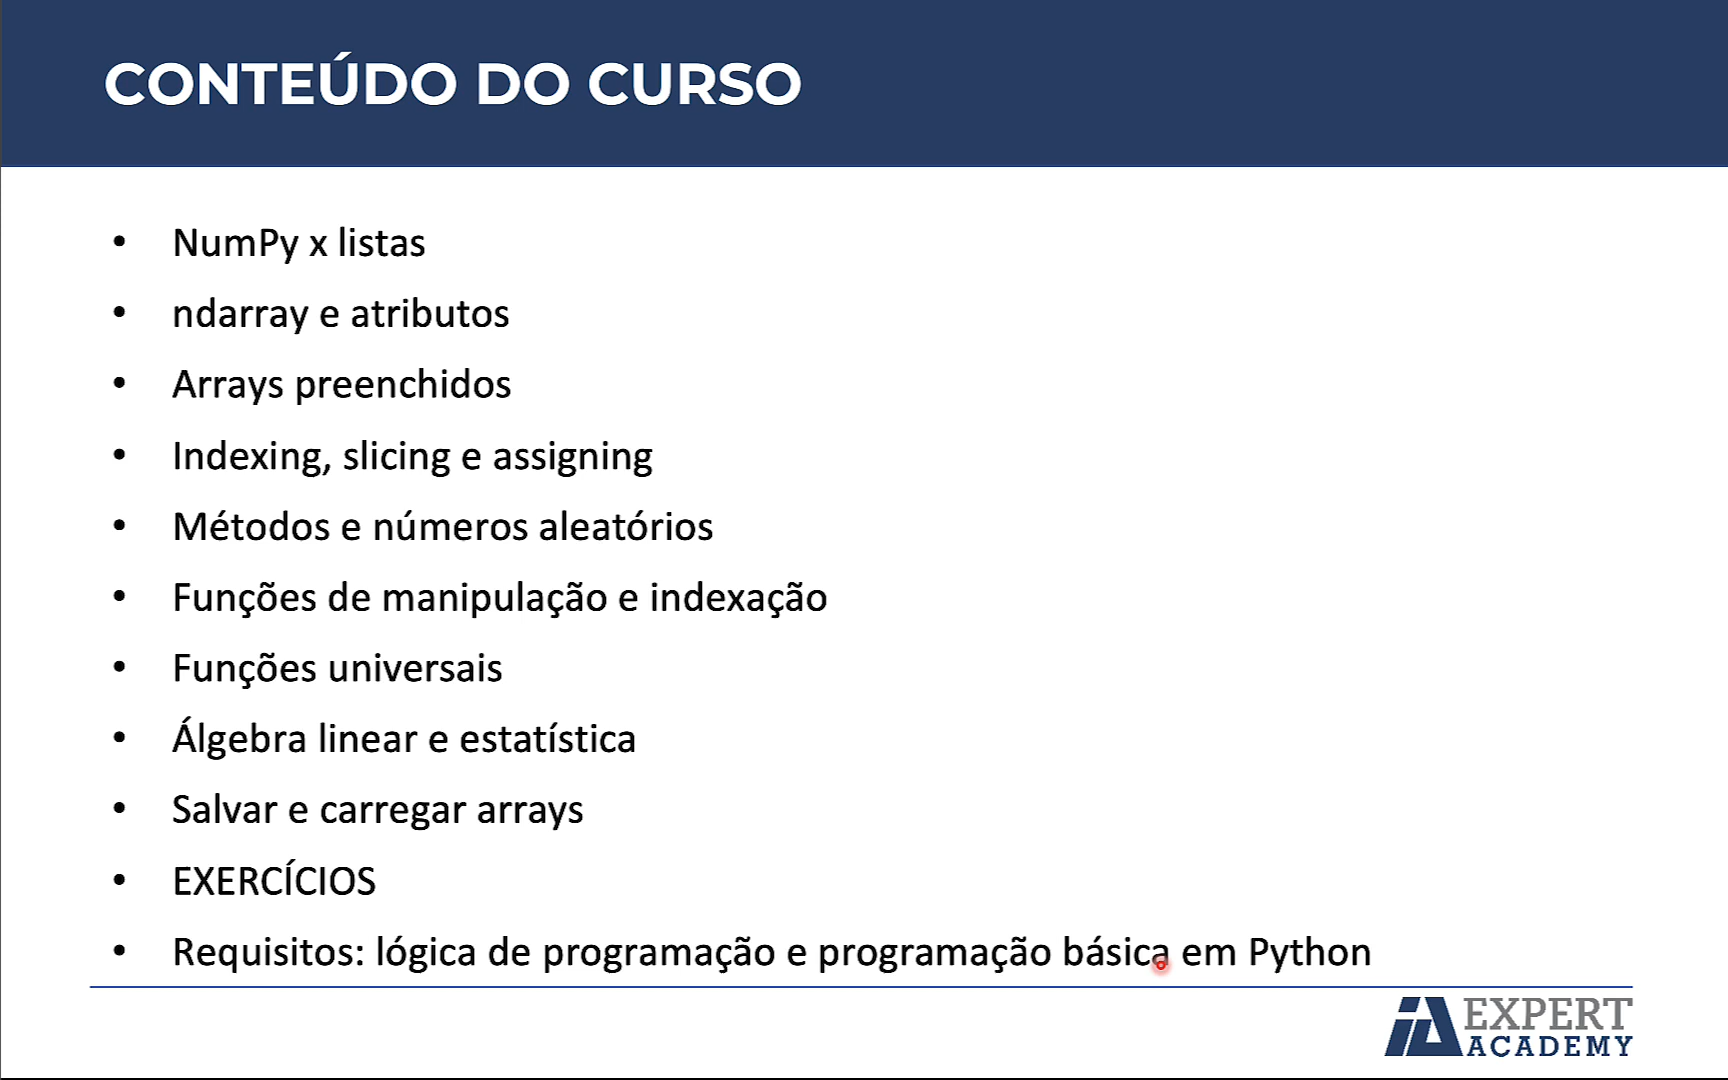 CONTEÚDO DO CURSO
• NumPy x listas
• ndarray e atributos
• Arrays preenchidos
• Indexing, slicing e assigning
• Métodos e números aleatórios
• Funções de manipulação e indexação
• Funções universais
• Álgebra linear e estatística
• Salvar e carregar arrays
• EXERCÍCIOS
• Requisitos: lógica de programação e programação básica em Python
IA EXPERT
ACADEMY